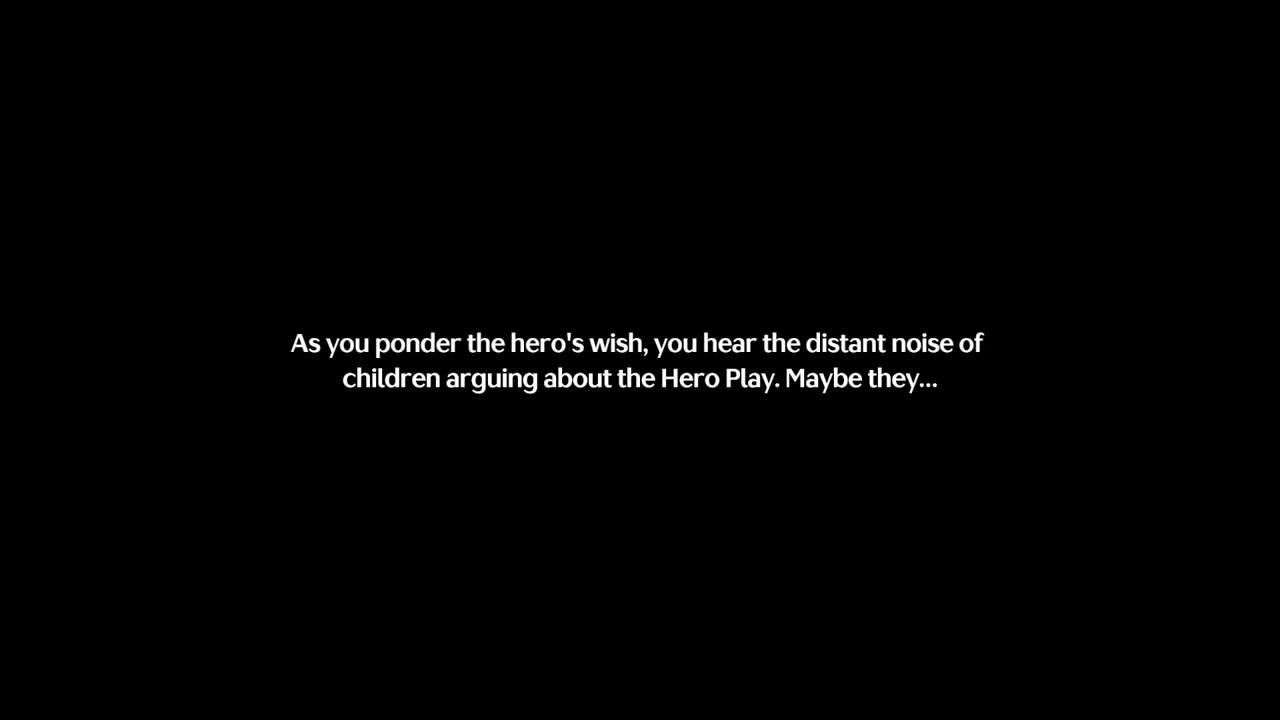 As you ponder the hero's wish, you hear the distant noise of
children arguing about the Hero Play. Maybe they...